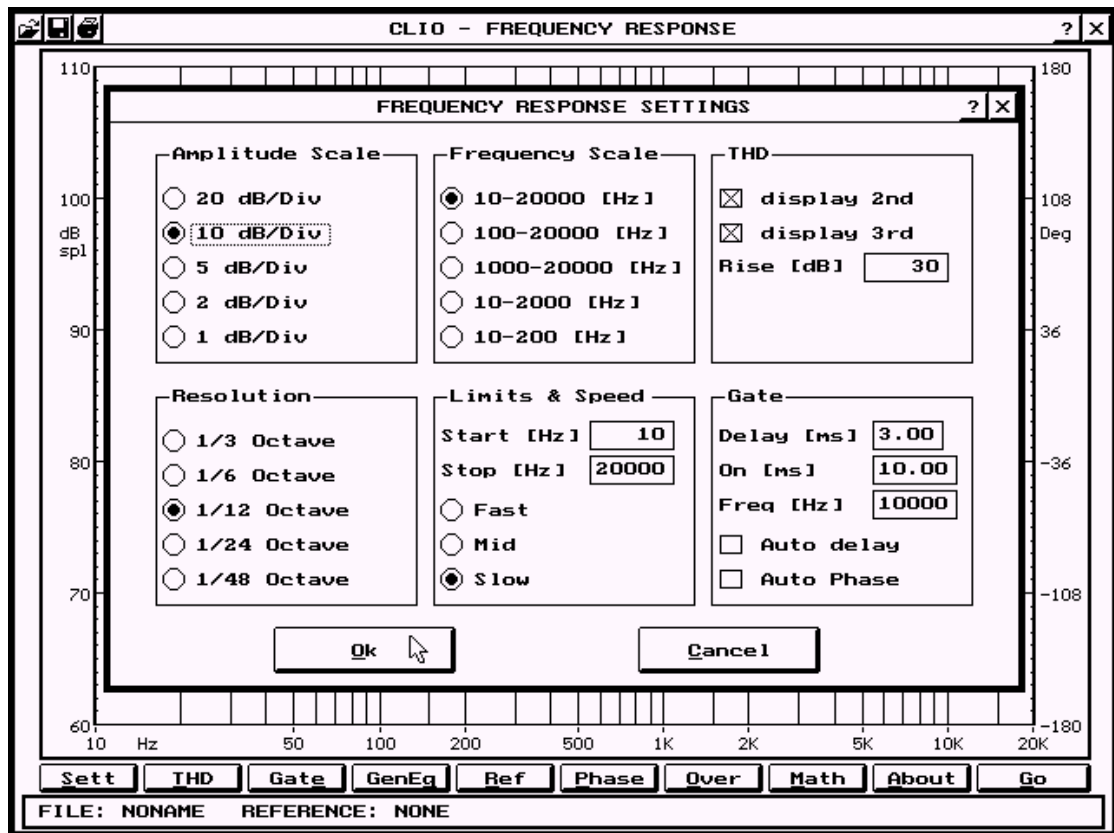 CLIO - FREQUENCY RESPONSE
? X
110
180
FREQUENCY RESPONSE SETTINGS
? X
Amplitude Scale
20 dB/Div
10 dB/Div
5 dB/Div
2 dB/Div
1 dB/Div
Frequency Scale
10-20000 [Hz]
100-20000 [Hz]
1000-20000 [Hz]
10-2000 [Hz]
10-200 [Hz]
THD
display 2nd
display 3rd
Rise [dB] 30
100
dB
spl
90
80
70
60
108
Deg
36
-36
-108
-180
Resolution
1/3 Octave
1/6 Octave
1/12 Octave
1/24 Octave
1/48 Octave
Limits & Speed
Start [Hz] 10
Stop [Hz] 20000
Fast
Mid
Slow
Gate
Delay [ms] 3.00
On [ms] 10.00
Freq [Hz] 10000
Auto delay
Auto Phase
Ok
Cancel
10 Hz 50 100 200 500 1K 2K 5K 10K 20K
Sett THD Gate GenEq Ref Phase Over Math About Go
FILE: NONAME REFERENCE: NONE